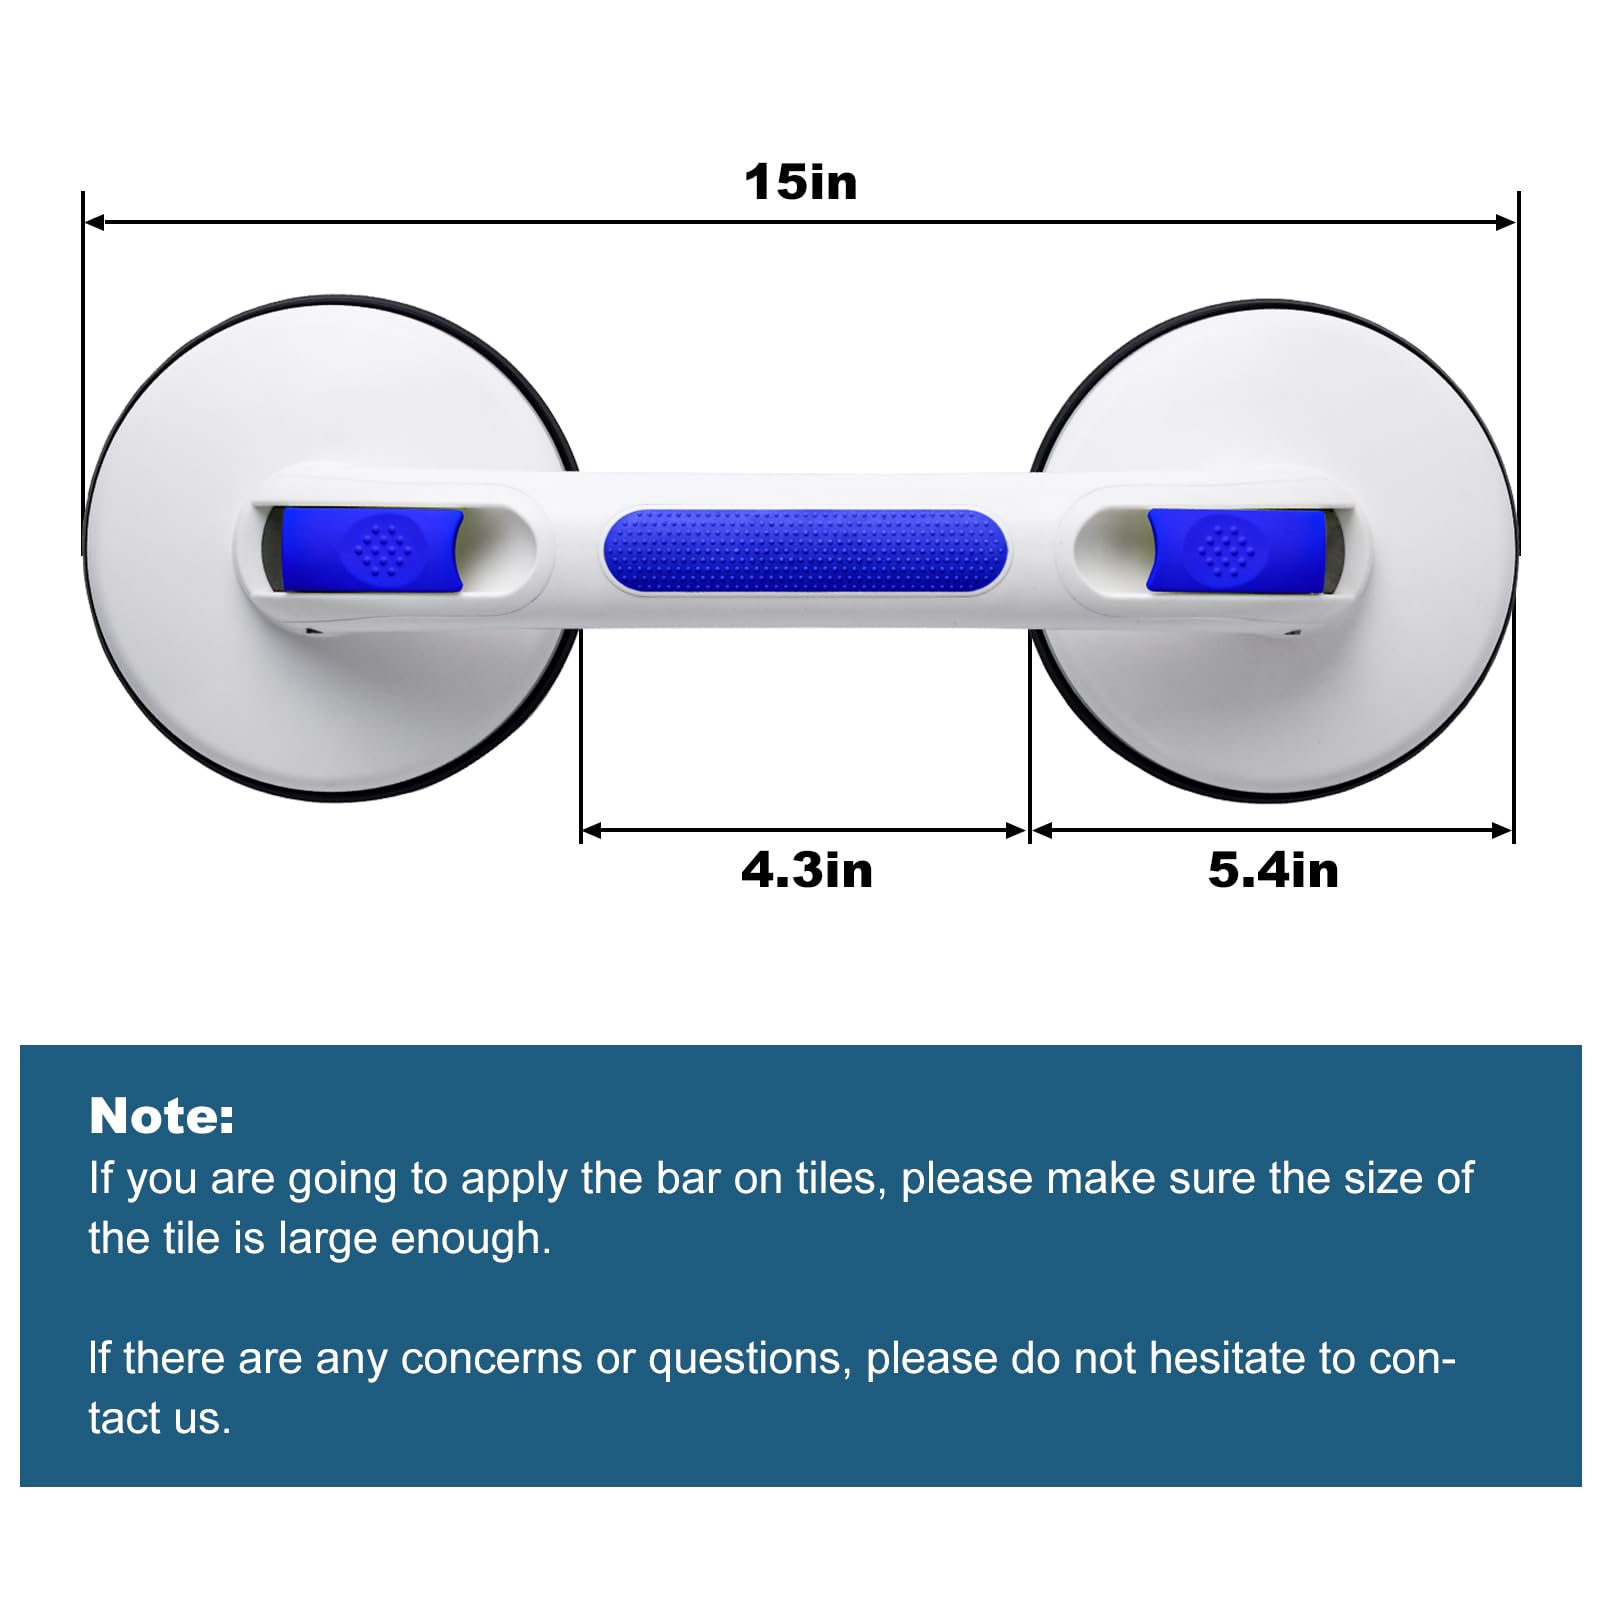 15in
4.3in
5.4in
Note:
If you are going to apply the bar on tiles, please make sure the size of
the tile is large enough.
If there are any concerns or questions, please do not hesitate to con-
tact us.